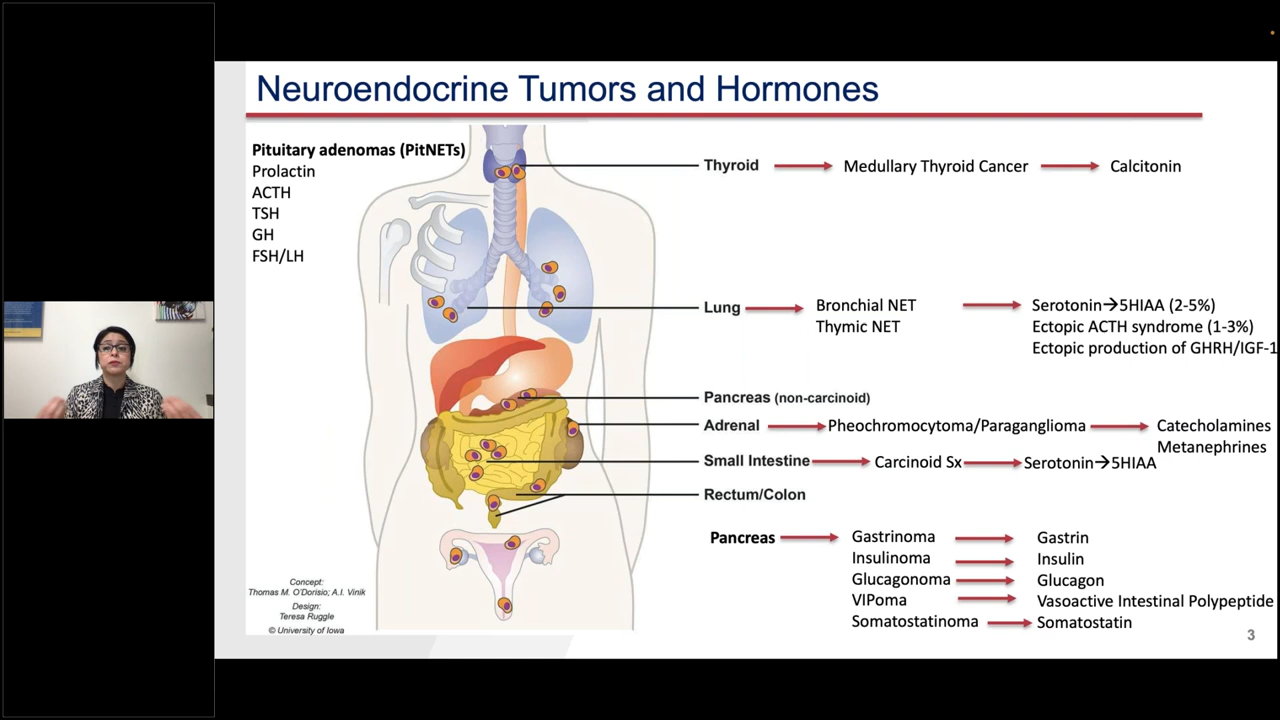 Neuroendocrine Tumors and Hormones
Pituitary adenomas (PitNETs)
Prolactin
ACTH
TSH
GH
FSH/LH
Thyroid Medullary Thyroid Cancer Calcitonin
Lung Bronchial NET Serotonin→5HIAA (2-5%)
Thymic NET Ectopic ACTH syndrome (1-3%)
Ectopic production of GHRH/IGF-1
Pancreas (non-carcinoid)
Adrenal Pheochromocytoma/Paraganglioma Catecholamines
Metanephrines
Small Intestine Carcinoid Sx Serotonin→5HIAA
Rectum/Colon
Pancreas Gastrinoma Gastrin
Insulinoma Insulin
Glucagonoma Glucagon
VIPoma Vasoactive Intestinal Polypeptide
Somatostatinoma Somatostatin
Concept:
Thomas M. O'Dorisio; A.I. Vinik
Design:
Teresa Ruggle
© University of Iowa
3